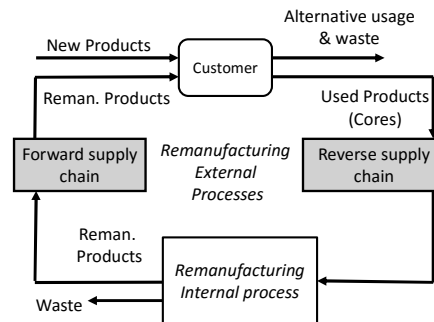 Alternative usage
& waste
New Products
Customer
Reman. Products
Used Products
(Cores)
Forward supply
chain
Remanufacturing
External
Processes
Reverse supply
chain
Reman.
Products
Remanufacturing
Internal process
Waste